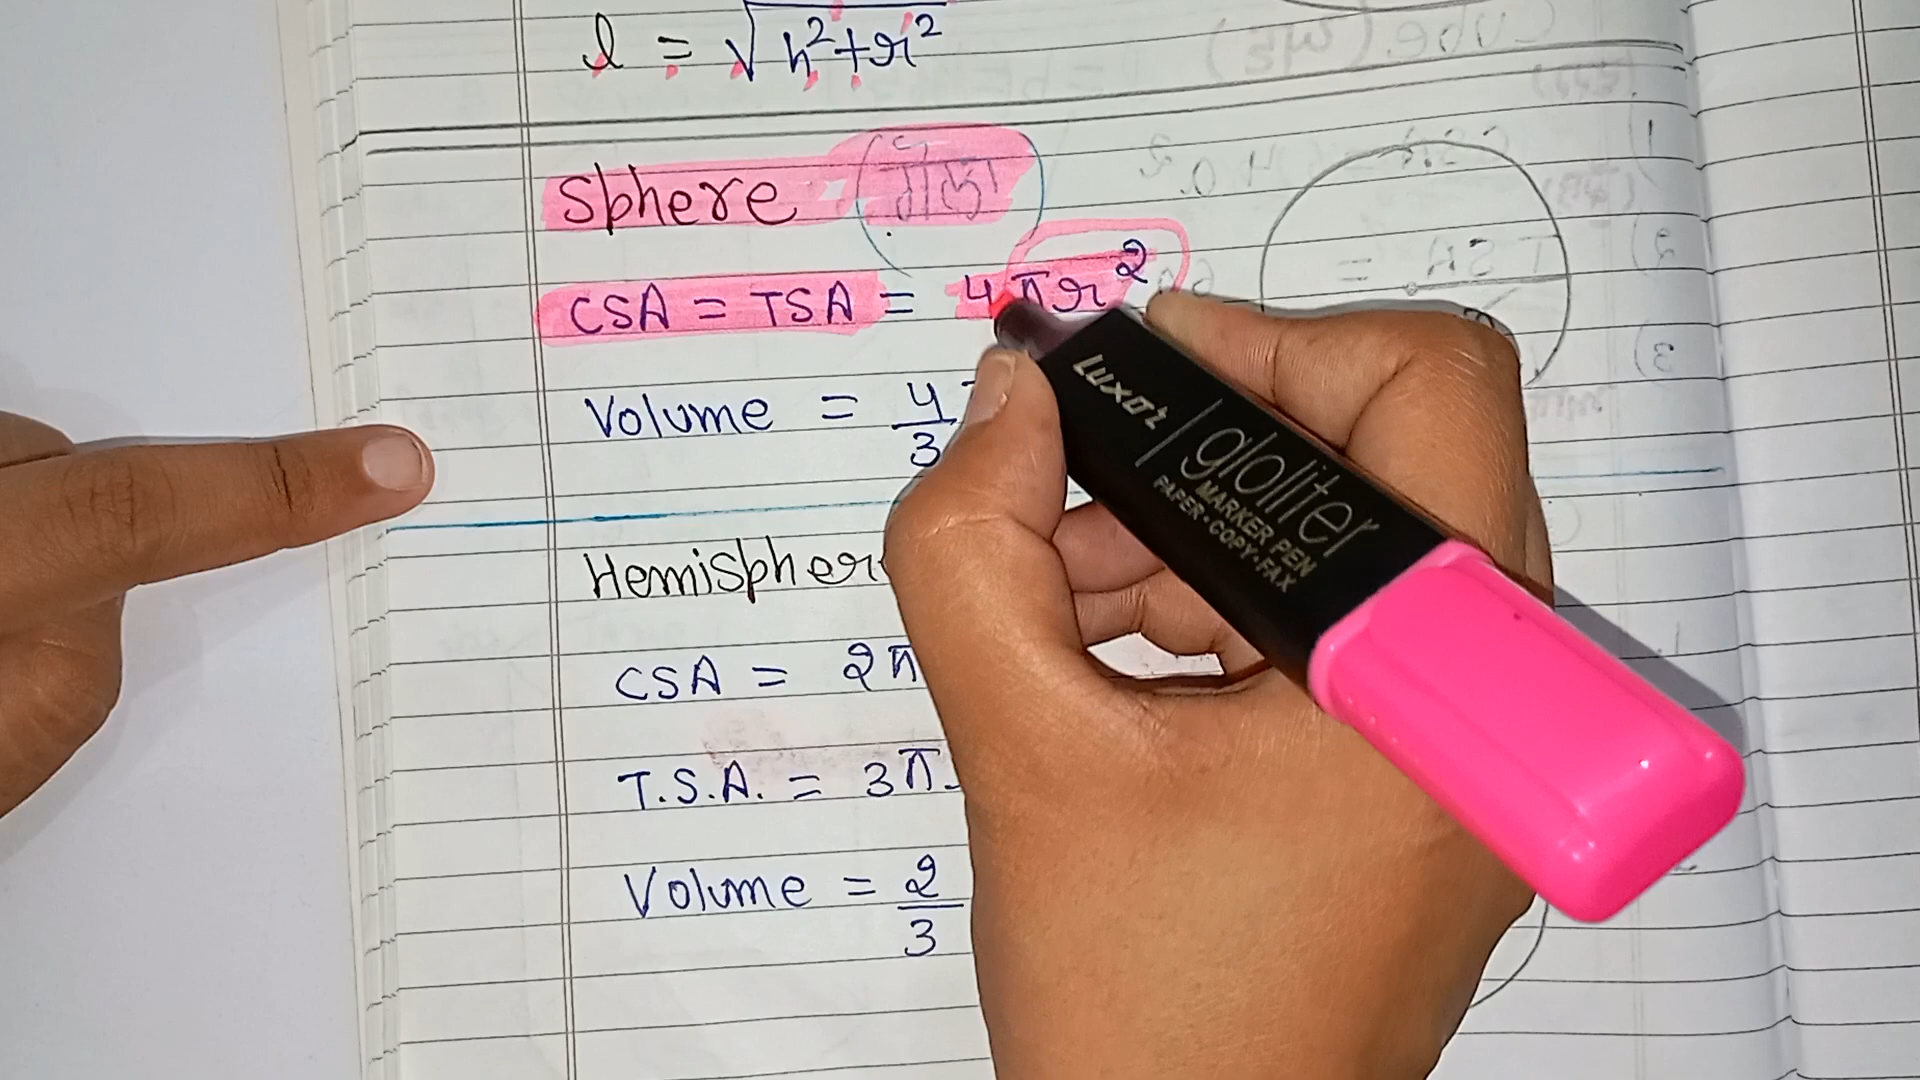 l = √h²+r²
Sphere (गोला)
CSA = TSA = 4πr²
Volume = 4/3
Hemispher
CSA = 2π
T.S.A. = 3π
Volume = 2/3
Luxor gloliter
MARKER PEN
PAPER·COPY·FAX